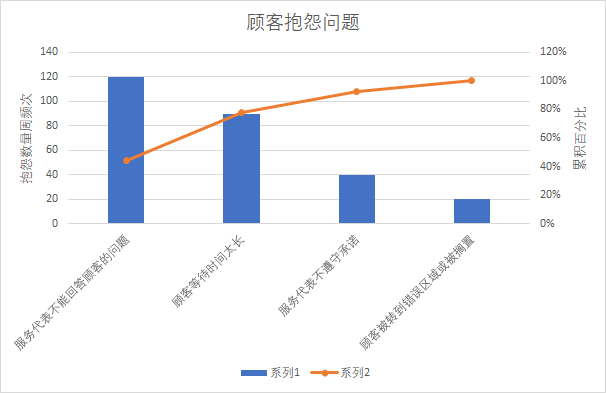 顾客抱怨问题
抱怨数量周频次
140
120
100
80
60
40
20
0
120%
100%
80%
60%
40%
20%
0%
累积百分比
服务代表不能回答顾客的问题
顾客等待时间太长
服务代表不遵守承诺
顾客被转到错误区域或被搁置
系列1
系列2